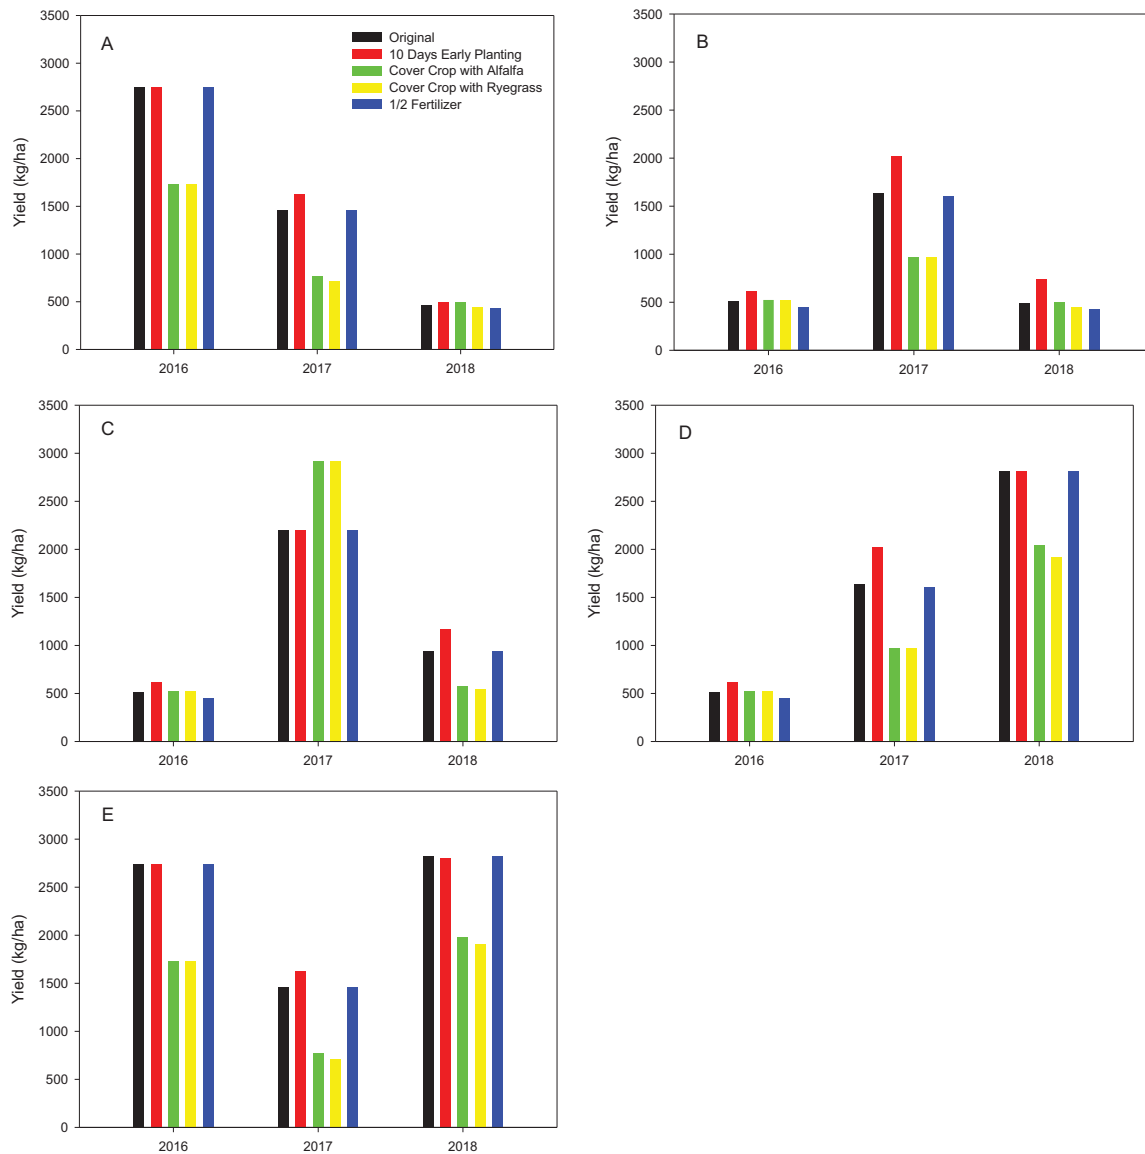 A
Original
10 Days Early Planting
Cover Crop with Alfalfa
Cover Crop with Ryegrass
1/2 Fertilizer
Yield (kg/ha)
3500
3000
2500
2000
1500
1000
500
0
2016 2017 2018
B
Yield (kg/ha)
3500
3000
2500
2000
1500
1000
500
0
2016 2017 2018
C
Yield (kg/ha)
3500
3000
2500
2000
1500
1000
500
0
2016 2017 2018
D
Yield (kg/ha)
3500
3000
2500
2000
1500
1000
500
0
2016 2017 2018
E
Yield (kg/ha)
3500
3000
2500
2000
1500
1000
500
0
2016 2017 2018